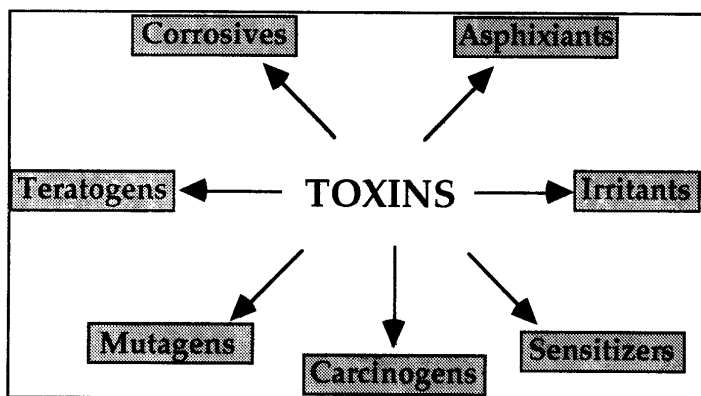 Corrosives
Asphixiants
Teratogens
TOXINS
Irritants
Mutagens
Carcinogens
Sensitizers